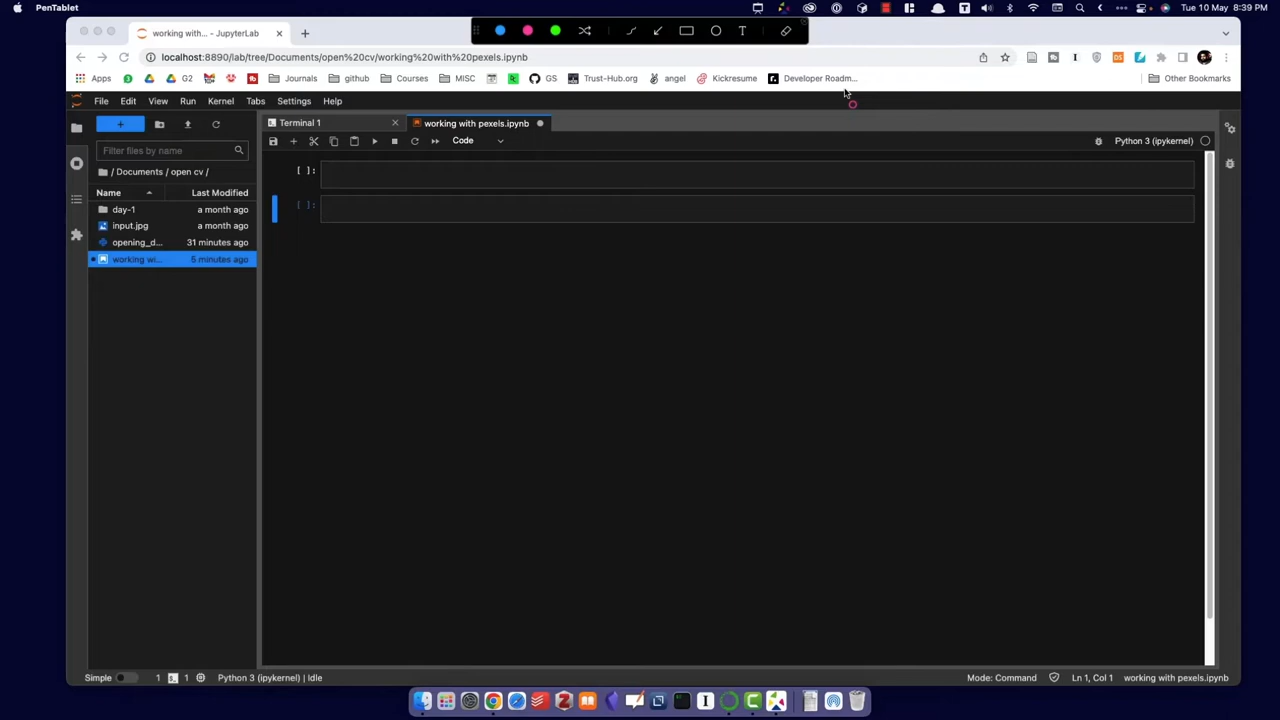 PenTablet
Tue 10 May 8:39 PM
working with... - JupyterLab
localhost:8890/lab/tree/Documents/open%20cv/working%20with%20pexels.ipynb
Apps
G2
Journals
github
Courses
MISC
GS
Trust-Hub.org
angel
Kickresume
Developer Roadm...
Other Bookmarks
File Edit View Run Kernel Tabs Settings Help
Terminal 1
working with pexels.ipynb
Code
Python 3 (ipykernel)
Filter files by name
/ Documents / open cv /
Name Last Modified
day-1 a month ago
input.jpg a month ago
opening_d... 31 minutes ago
working wi... 5 minutes ago
[ ]:
[ ]:
Simple 1 1 Python 3 (ipykernel) | Idle
Mode: Command Ln 1, Col 1 working with pexels.ipynb